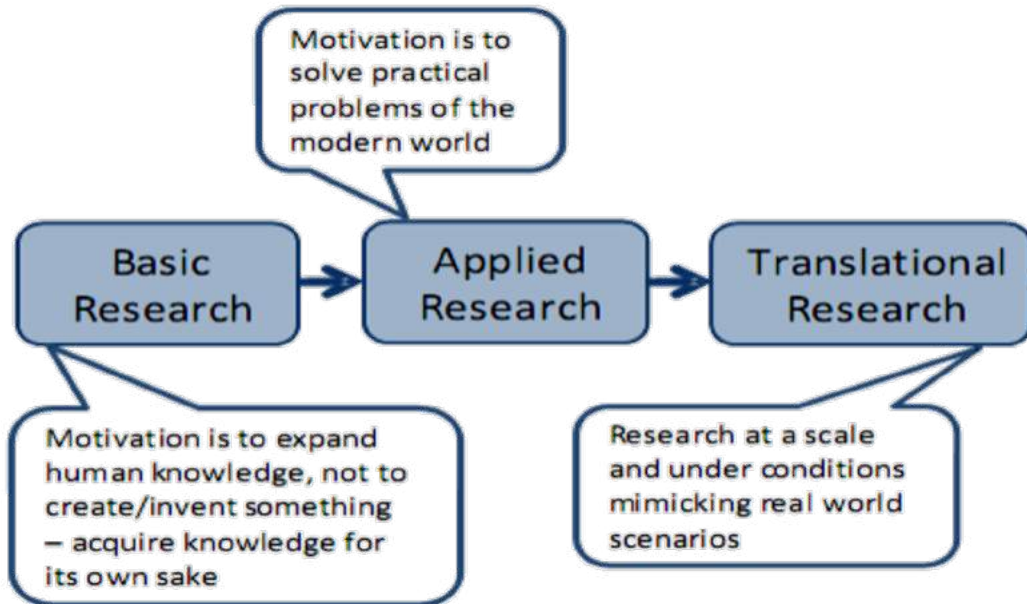 Motivation is to
solve practical
problems of the
modern world
Basic
Research
Applied
Research
Translational
Research
Motivation is to expand
human knowledge, not to
create/invent something
– acquire knowledge for
its own sake
Research at a scale
and under conditions
mimicking real world
scenarios